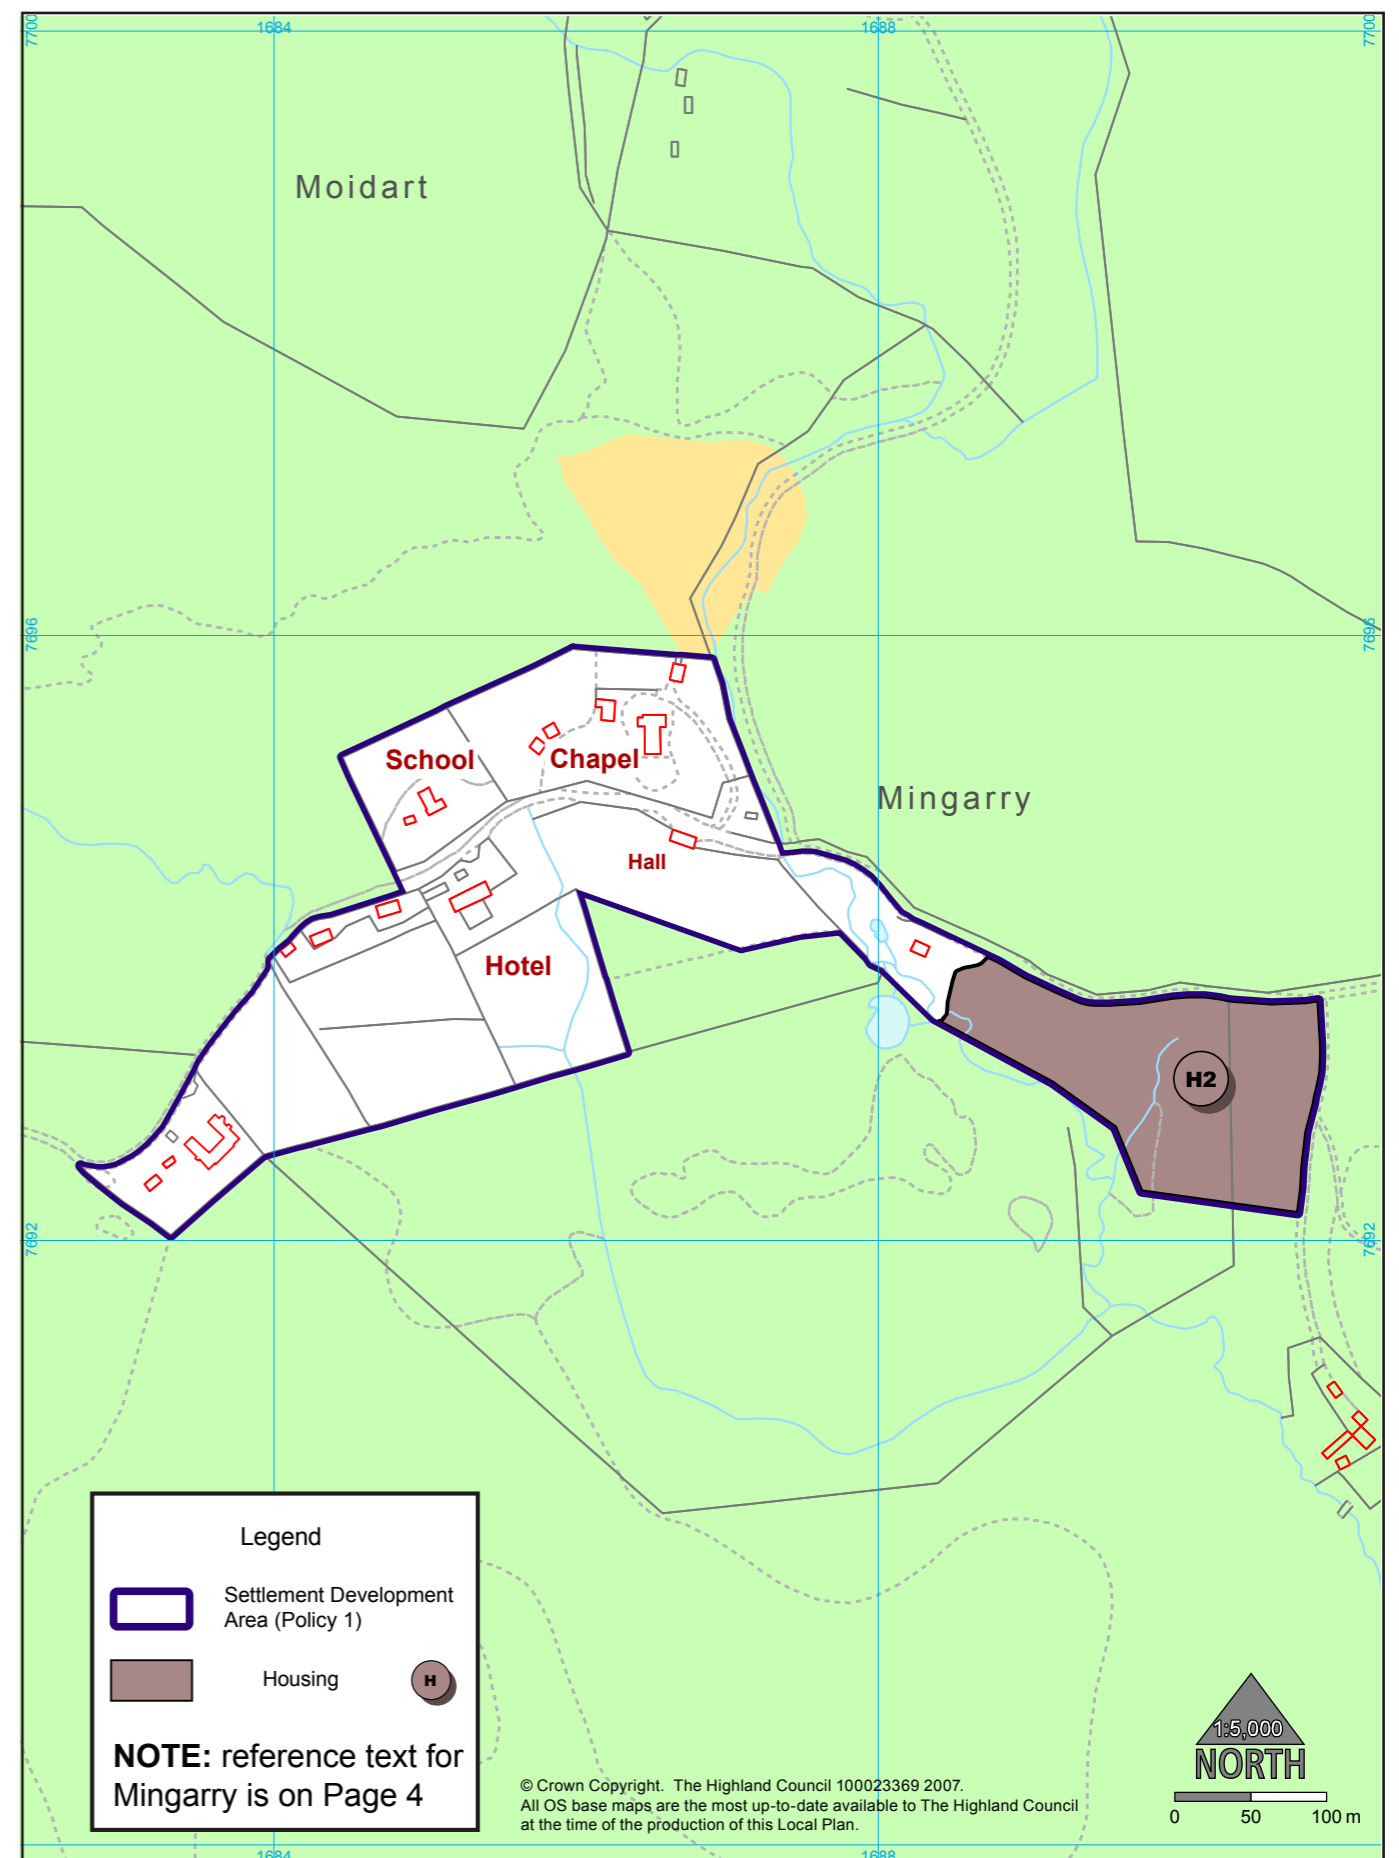 7700
1684
1688
7700
Moidart
7696
7696
School
Chapel
Mingarry
Hall
Hotel
H2
7692
7692
Legend
Settlement Development
Area (Policy 1)
Housing
H
NOTE: reference text for
Mingarry is on Page 4
© Crown Copyright. The Highland Council 100023369 2007.
All OS base maps are the most up-to-date available to The Highland Council
at the time of the production of this Local Plan.
1:5,000
NORTH
0 50 100 m
1684
1688